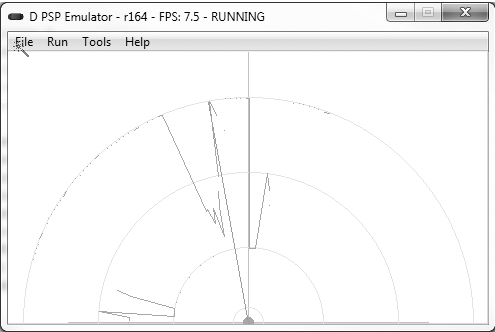 D PSP Emulator - r164 - FPS: 7.5 - RUNNING
File Run Tools Help